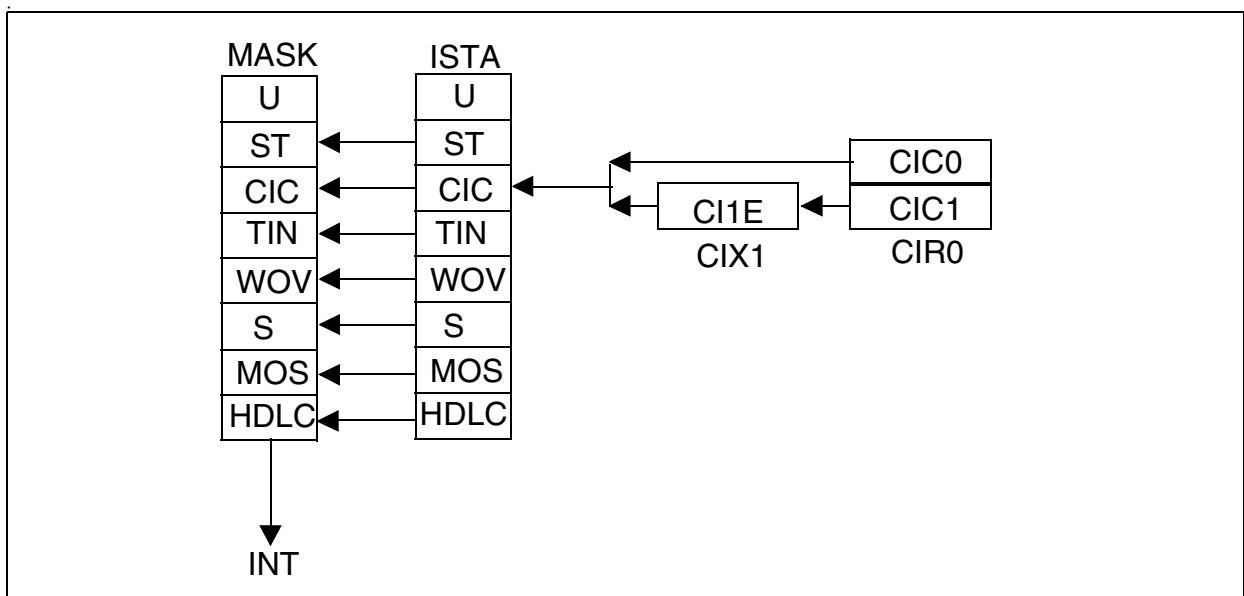 .
MASK ISTA
U U
ST ST CIC0
CIC CIC CI1E CIC1
TIN TIN CIX1 CIR0
WOV WOV
S S
MOS MOS
HDLC HDLC
INT